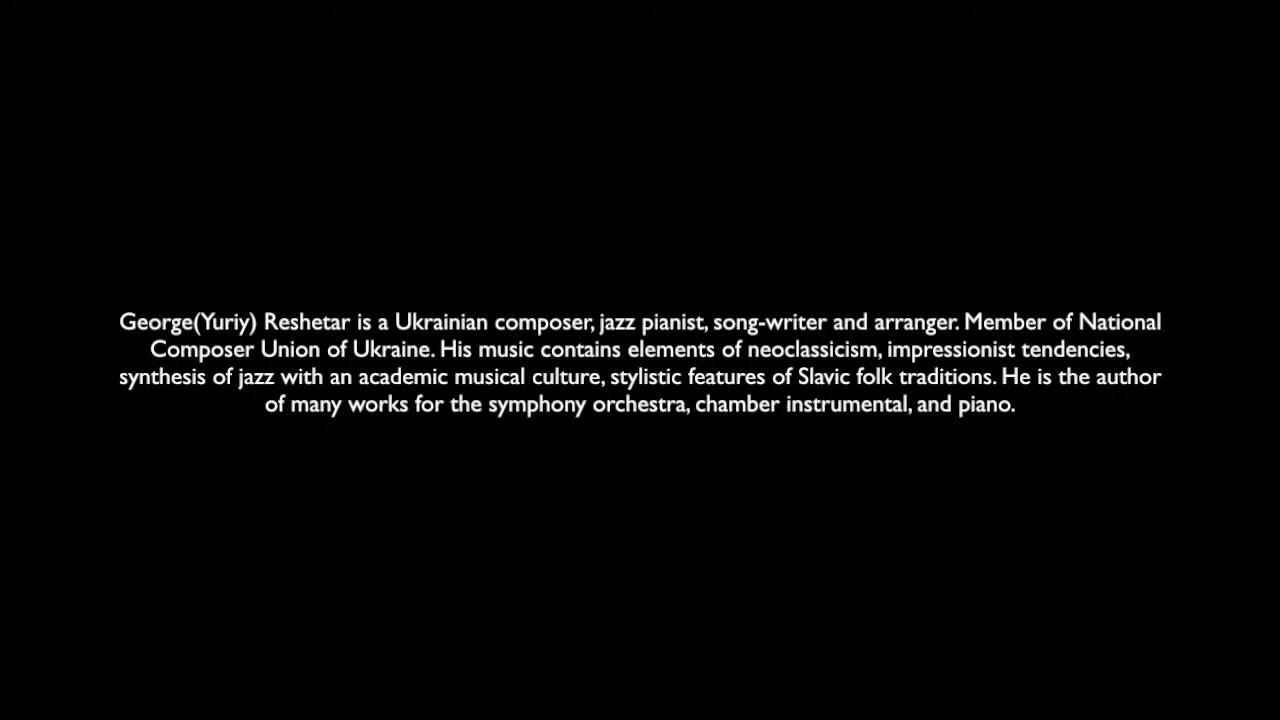 George(Yuriy) Reshetar is a Ukrainian composer, jazz pianist, song-writer and arranger. Member of National
Composer Union of Ukraine. His music contains elements of neoclassicism, impressionist tendencies,
synthesis of jazz with an academic musical culture, stylistic features of Slavic folk traditions. He is the author
of many works for the symphony orchestra, chamber instrumental, and piano.